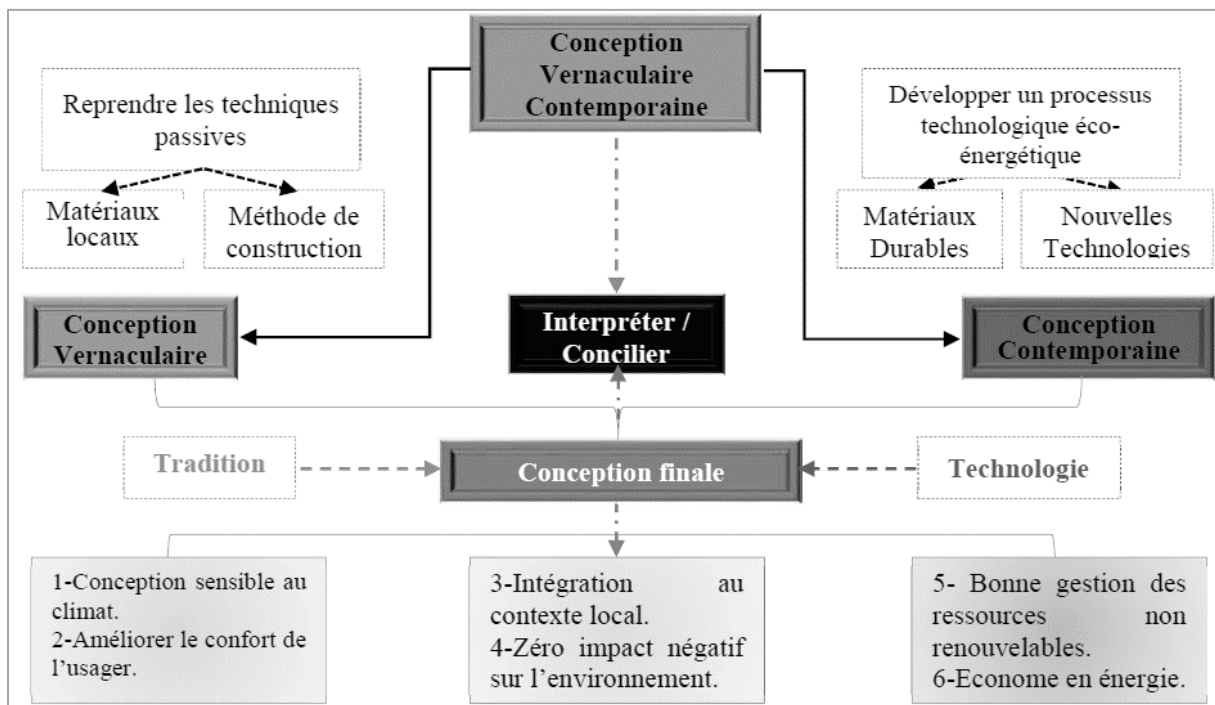 Conception
Vernaculaire
Contemporaine
Reprendre les techniques
passives
Matériaux
locaux
Méthode de
construction
Développer un processus
technologique éco-
énergétique
Matériaux
Durables
Nouvelles
Technologies
Conception
Vernaculaire
Interpréter /
Concilier
Conception
Contemporaine
Tradition
Conception finale
Technologie
1-Conception sensible au
climat.
2-Améliorer le confort de
l’usager.
3-Intégration au
contexte local.
4-Zéro impact négatif
sur l’environnement.
5- Bonne gestion des
ressources non
renouvelables.
6-Econome en énergie.